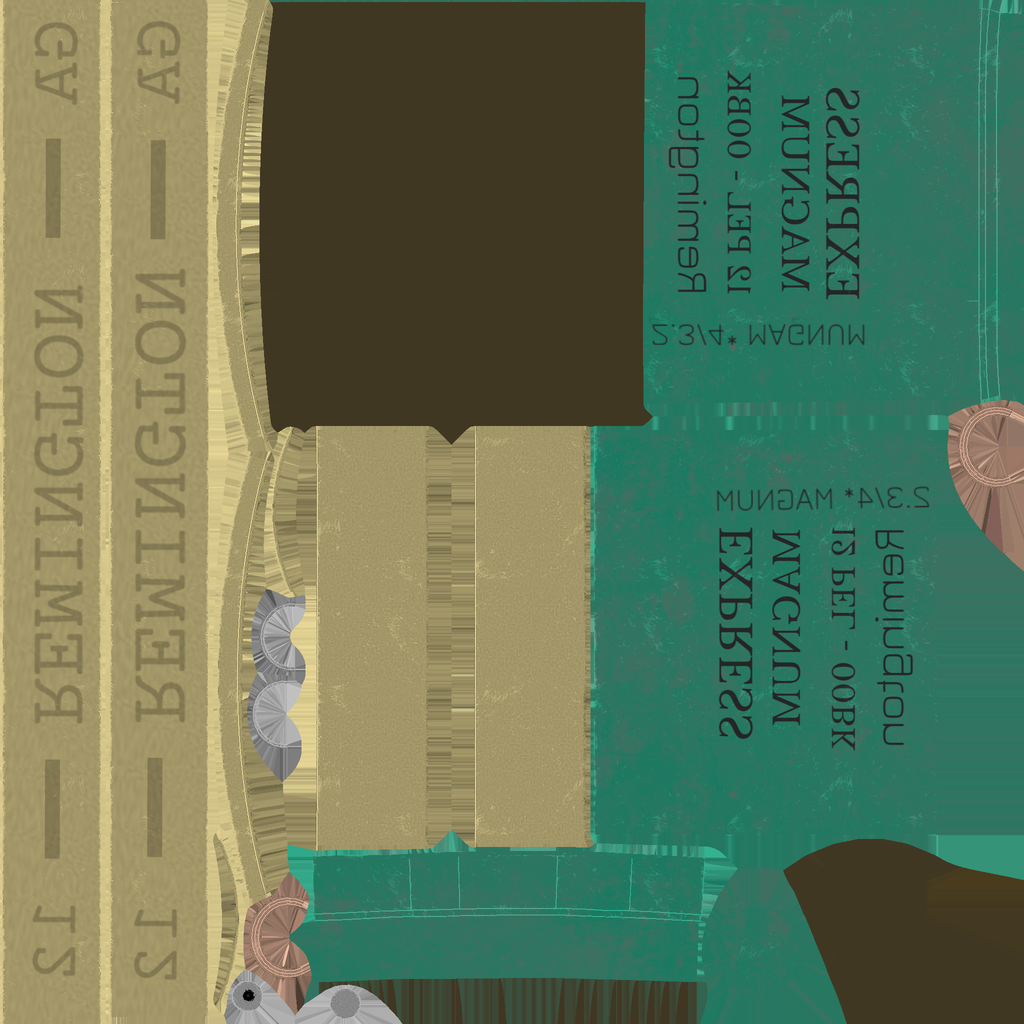 12 — REMINGTON — GA
12 — REMINGTON — GA
Remington
12 PEL - 00BK
MAGNUM
EXPRESS
2.3/4* MAGNUM
2.3/4* MAGNUM
Remington
12 PEL - 00BK
MAGNUM
EXPRESS